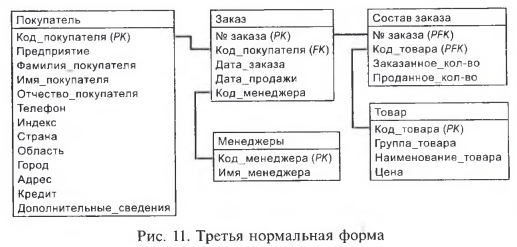 Покупатель
Код_покупателя (PK)
Предприятие
Фамилия_покупателя
Имя_покупателя
Отчество_покупателя
Телефон
Индекс
Страна
Область
Город
Адрес
Кредит
Дополнительные_сведения
Заказ
№ заказа (PK)
Код_покупателя (FK)
Дата_заказа
Дата_продажи
Код_менеджера
Менеджеры
Код_менеджера (PK)
Имя_менеджера
Состав заказа
№ заказа (PFK)
Код_товара (PFK)
Заказанное_кол-во
Проданное_кол-во
Товар
Код_товара (PK)
Группа_товара
Наименование_товара
Цена
Рис. 11. Третья нормальная форма